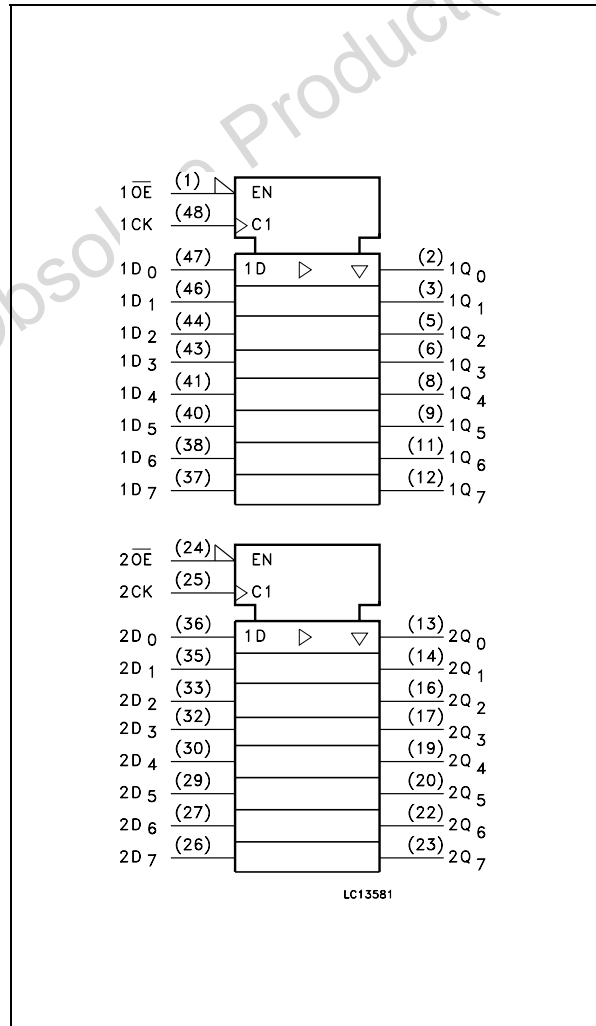 Obsolete Product(
1OE (1) EN
1CK (48) C1
1D0 (47) 1D (2) 1Q0
1D1 (46) (3) 1Q1
1D2 (44) (5) 1Q2
1D3 (43) (6) 1Q3
1D4 (41) (8) 1Q4
1D5 (40) (9) 1Q5
1D6 (38) (11) 1Q6
1D7 (37) (12) 1Q7
2OE (24) EN
2CK (25) C1
2D0 (36) 1D (13) 2Q0
2D1 (35) (14) 2Q1
2D2 (33) (16) 2Q2
2D3 (32) (17) 2Q3
2D4 (30) (19) 2Q4
2D5 (29) (20) 2Q5
2D6 (27) (22) 2Q6
2D7 (26) (23) 2Q7
LC13581